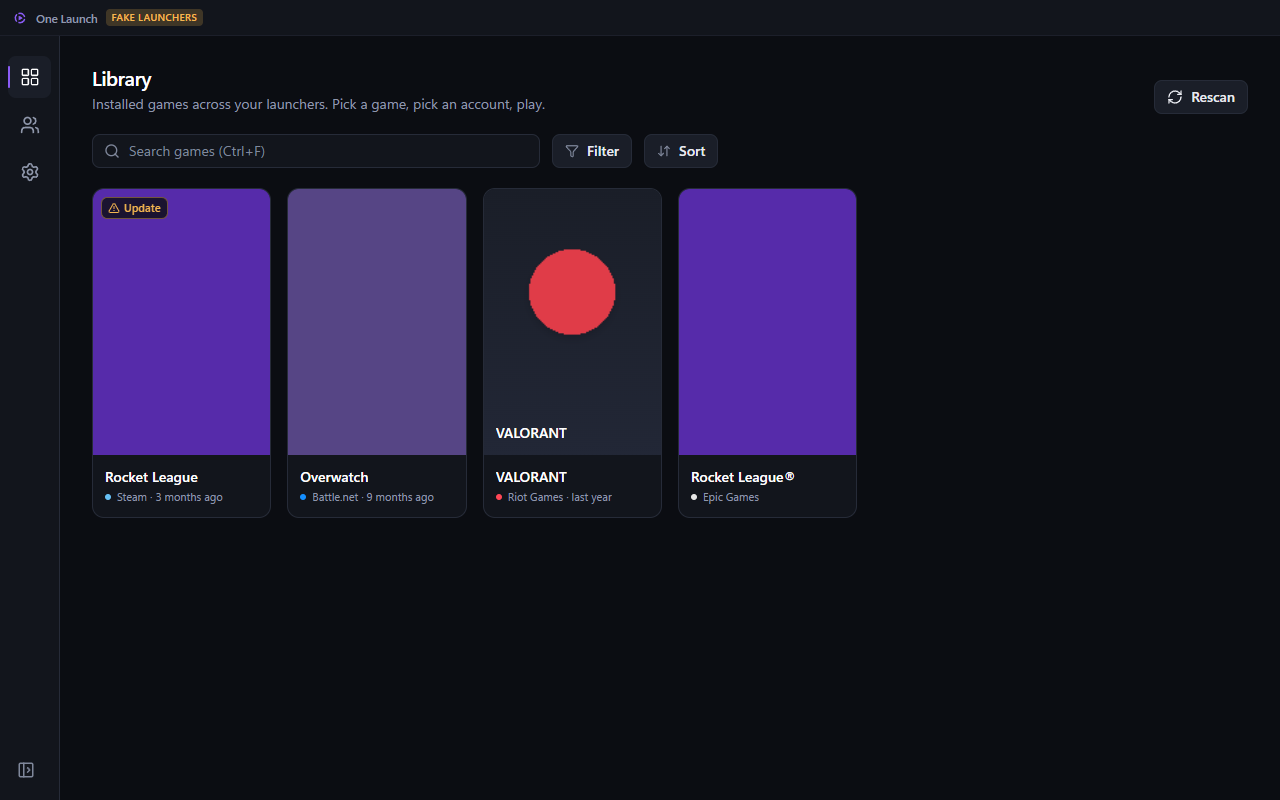 One Launch FAKE LAUNCHERS
Library
Installed games across your launchers. Pick a game, pick an account, play.
Rescan
Search games (Ctrl+F)
Filter
Sort
Update
VALORANT
Rocket League
Steam · 3 months ago
Overwatch
Battle.net · 9 months ago
VALORANT
Riot Games · last year
Rocket League®
Epic Games